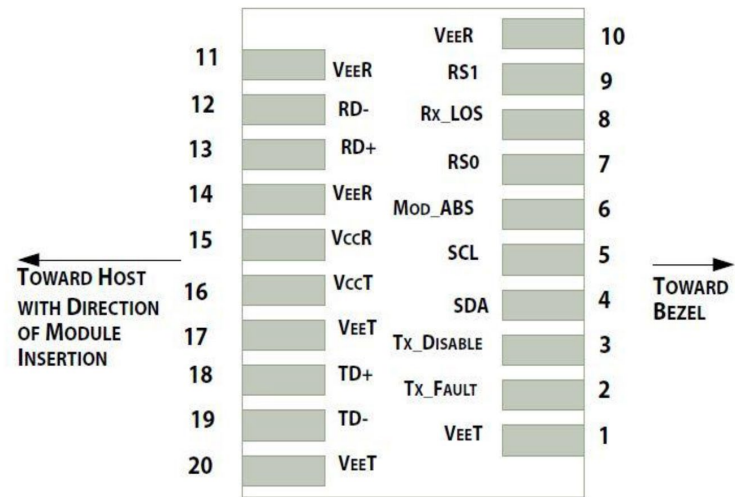 11 VEER
12 RD-
13 RD+
14 VEER
15 VCCR
16 VCCT
17 VEET
18 TD+
19 TD-
20 VEET
VEER 10
RS1 9
RX_LOS 8
RS0 7
MOD_ABS 6
SCL 5
SDA 4
TX_DISABLE 3
TX_FAULT 2
VEET 1
TOWARD HOST
WITH DIRECTION
OF MODULE
INSERTION
TOWARD
BEZEL